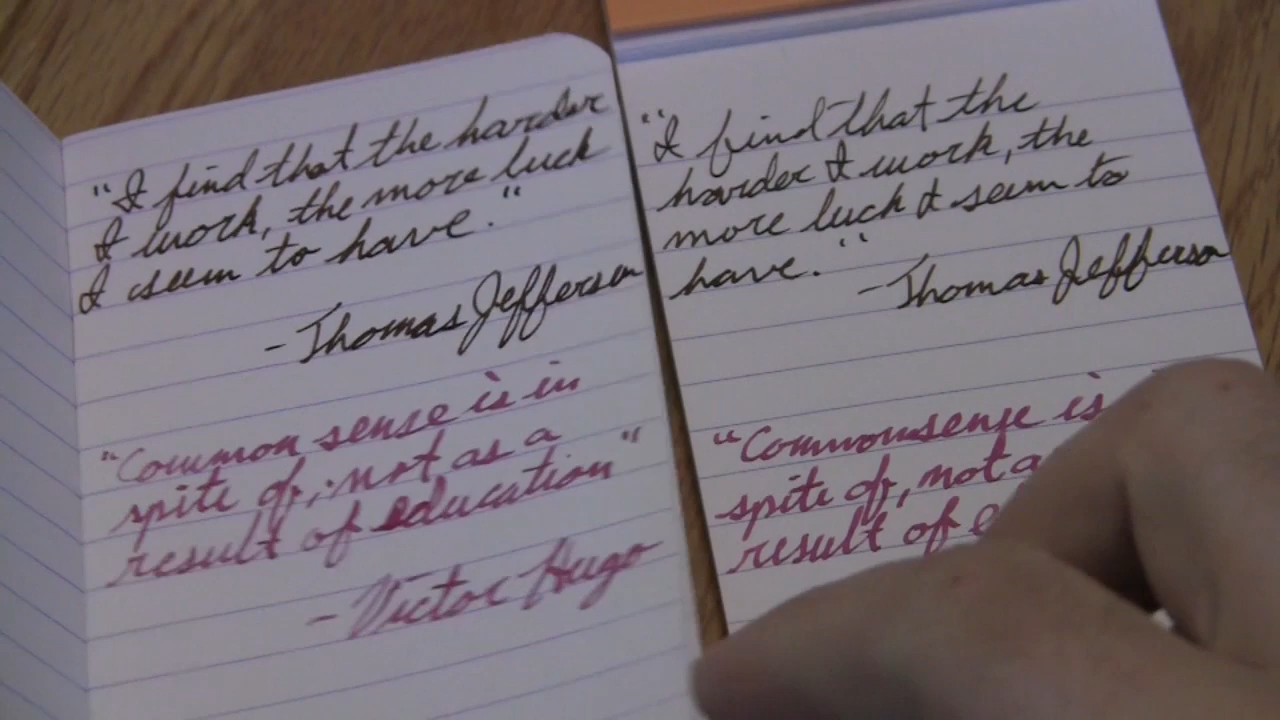 "I find that the harder
I work, the more luck
I seem to have."
- Thomas Jefferson
"Common sense is in
spite of, not as a
result of education"
- Victor Hugo
"I find that the
harder I work, the
more luck I seem to
have."
- Thomas Jefferson
"Common sense is
spite of, not a
result of e